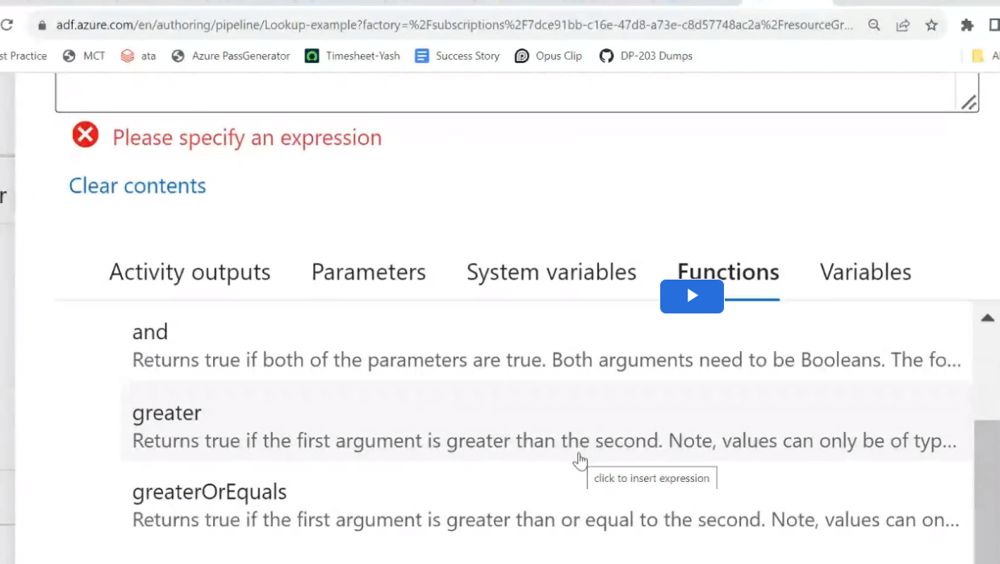 adf.azure.com/en/authoring/pipeline/Lookup-example?factory=%2Fsubscriptions%2F7dce91bb-c16e-47d8-a73e-c8d57748ac2a%2FresourceGr...
st Practice MCT ata Azure PassGenerator Timesheet-Yash Success Story Opus Clip DP-203 Dumps
Please specify an expression
Clear contents
r
Activity outputs Parameters System variables Functions Variables
and
Returns true if both of the parameters are true. Both arguments need to be Booleans. The fo...
greater
Returns true if the first argument is greater than the second. Note, values can only be of typ...
click to insert expression
greaterOrEquals
Returns true if the first argument is greater than or equal to the second. Note, values can on...